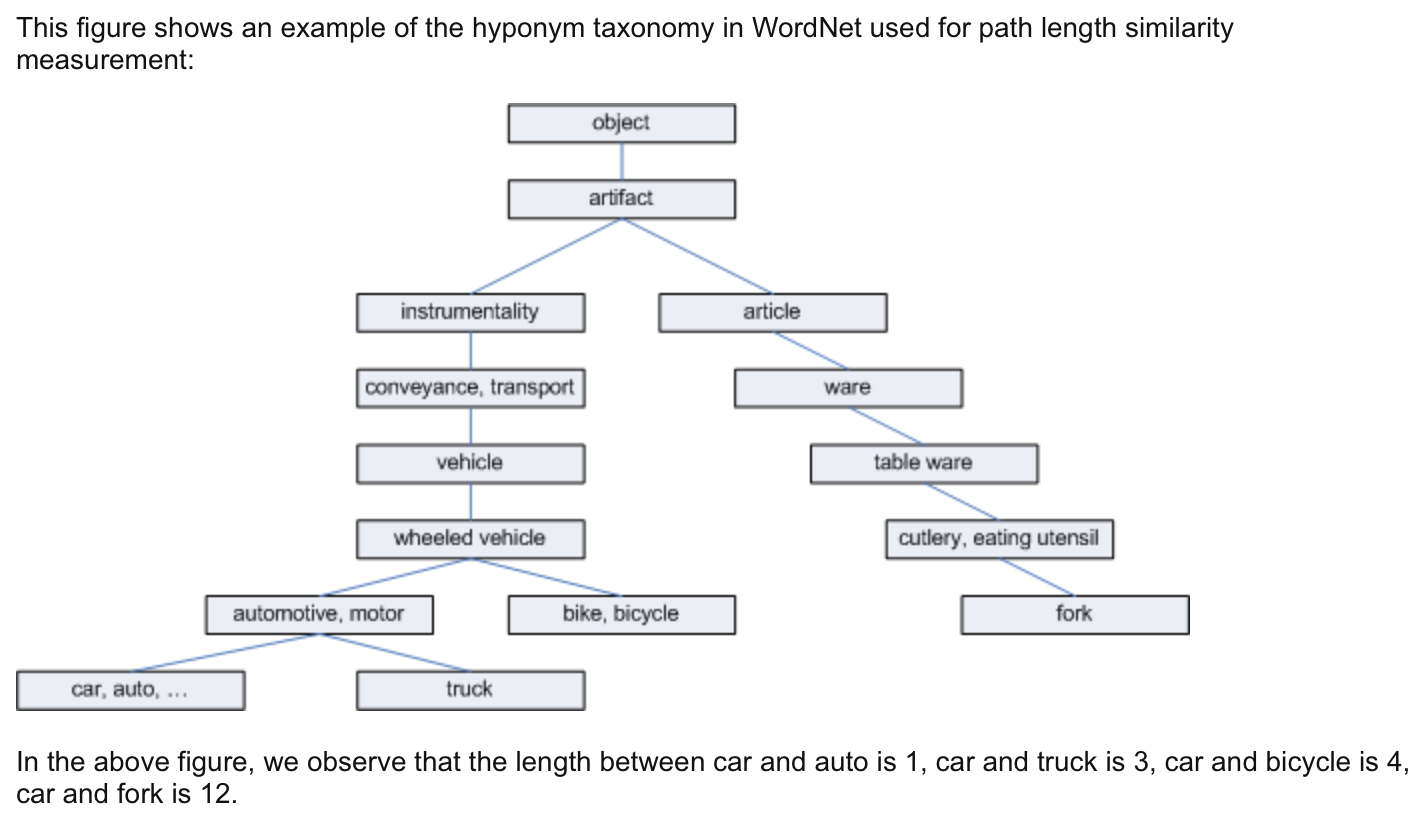 This figure shows an example of the hyponym taxonomy in WordNet used for path length similarity
measurement:
object
artifact
instrumentality
article
conveyance, transport
ware
vehicle
table ware
wheeled vehicle
cutlery, eating utensil
automotive, motor
bike, bicycle
fork
car, auto, ...
truck
In the above figure, we observe that the length between car and auto is 1, car and truck is 3, car and bicycle is 4,
car and fork is 12.